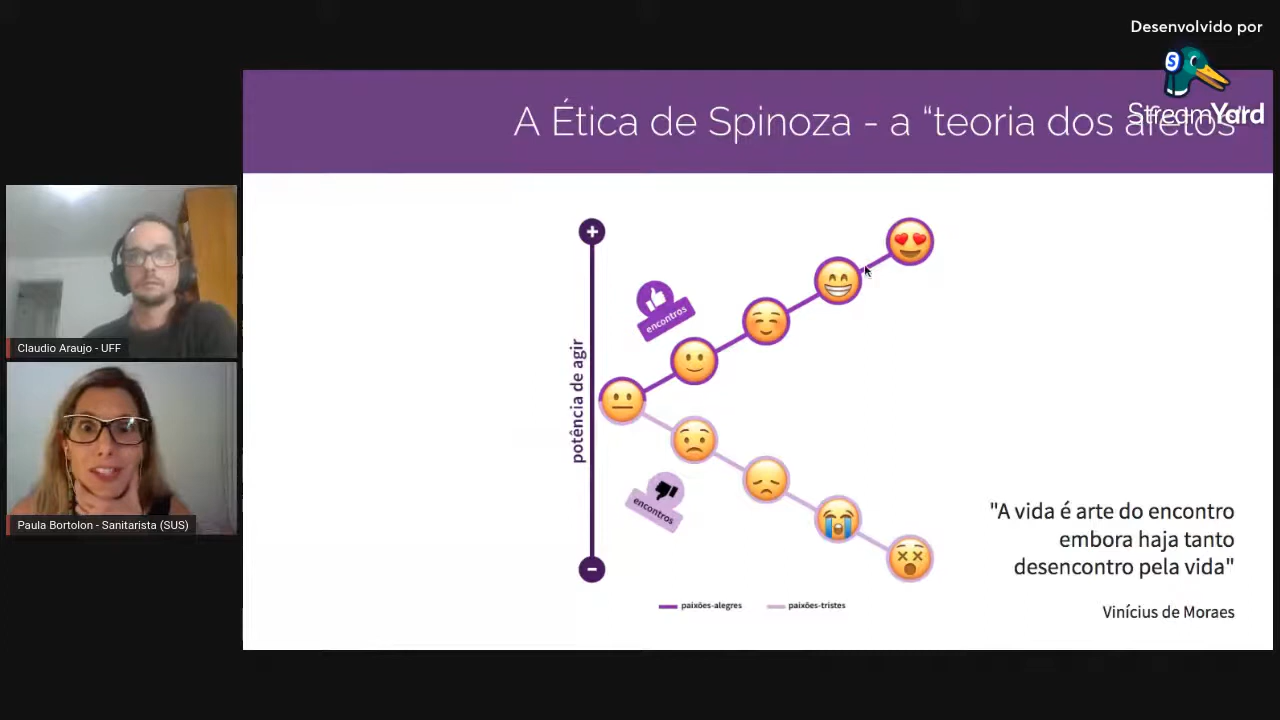 Desenvolvido por
StreamYard
A Ética de Spinoza - a “teoria dos afetos”
+
encontros
potência de agir
encontros
-
paixões-alegres
paixões-tristes
"A vida é arte do encontro
embora haja tanto
desencontro pela vida"
Vinícius de Moraes
Claudio Araujo - UFF
Paula Bortolon - Sanitarista (SUS)